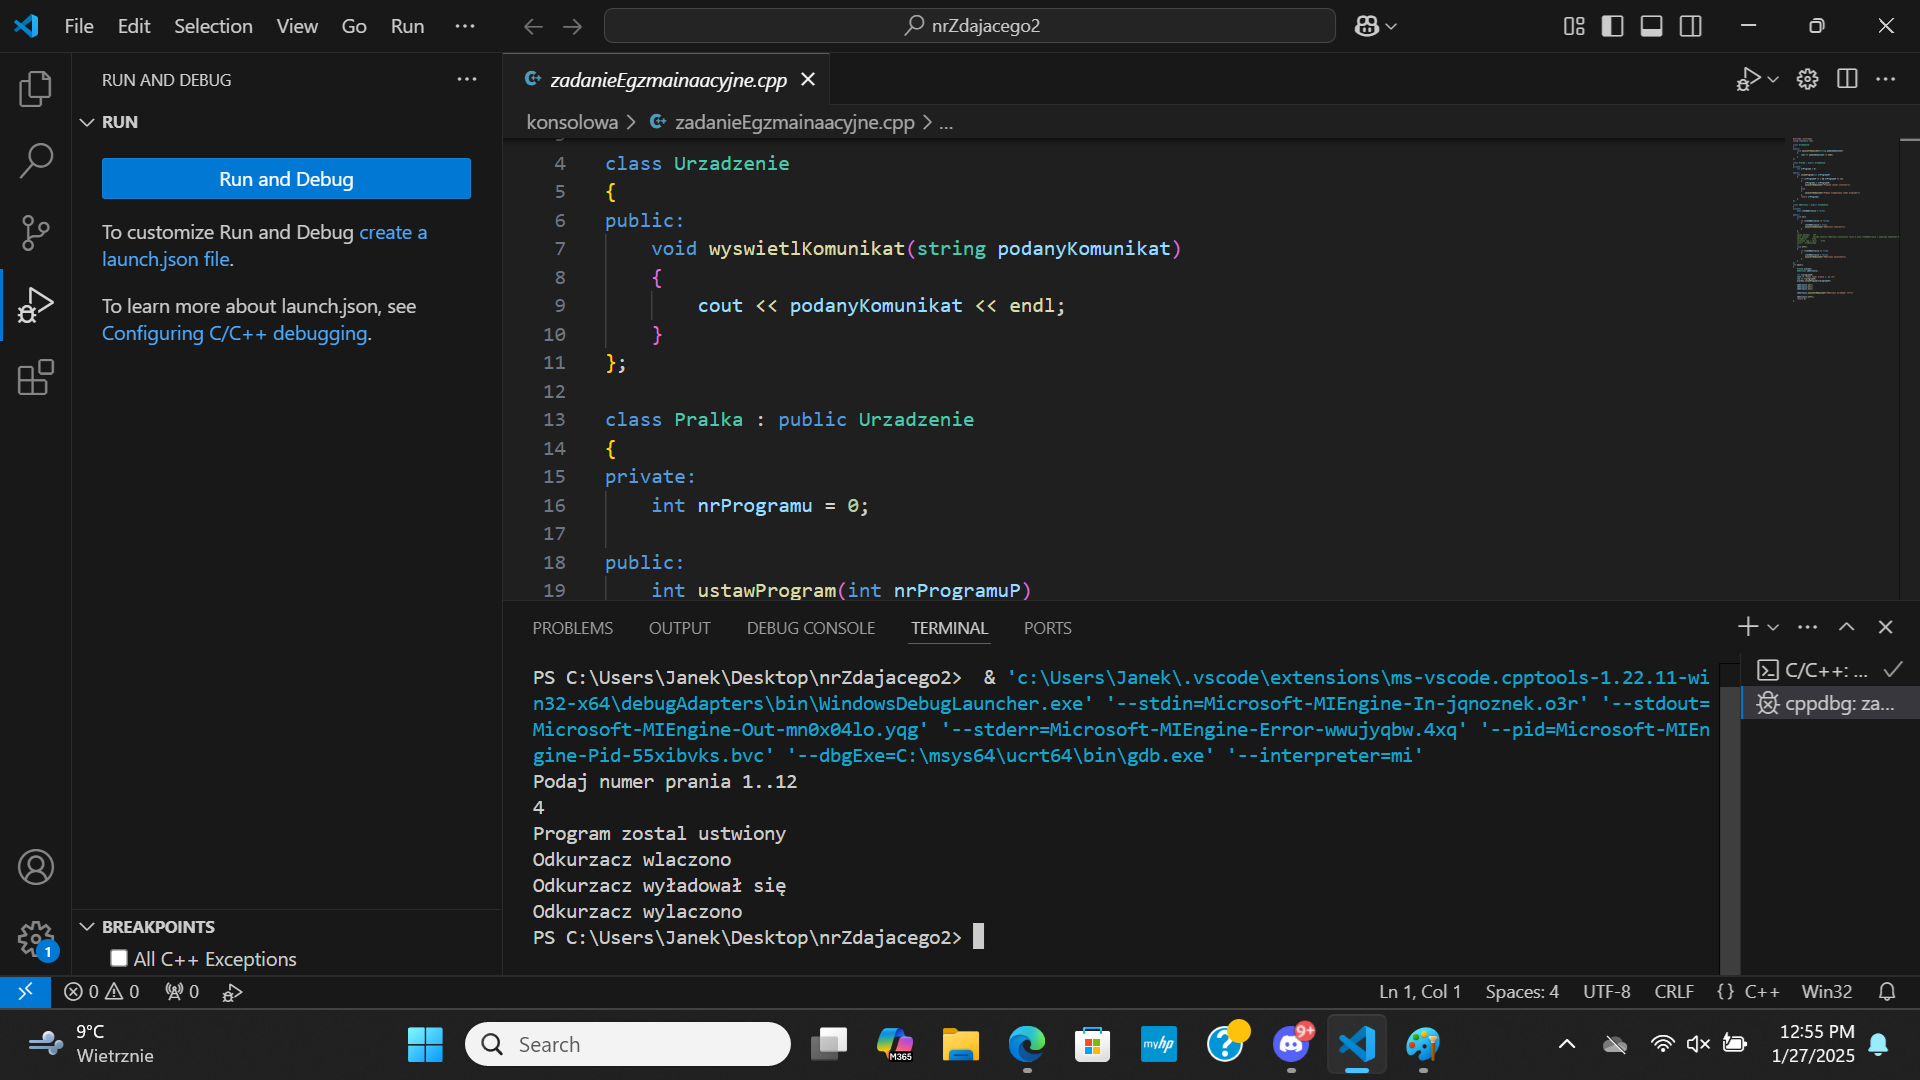 File Edit Selection View Go Run ···
nrZdajacego2
RUN AND DEBUG
RUN
Run and Debug
To customize Run and Debug create a
launch.json file.
To learn more about launch.json, see
Configuring C/C++ debugging.
BREAKPOINTS
All C++ Exceptions
zadanieEgzmainaacyjne.cpp
konsolowa > zadanieEgzmainaacyjne.cpp > ...
4 class Urzadzenie
5 {
6 public:
7 void wyswietlKomunikat(string podanyKomunikat)
8 {
9 cout << podanyKomunikat << endl;
10 }
11 };
12
13 class Pralka : public Urzadzenie
14 {
15 private:
16 int nrProgramu = 0;
17
18 public:
19 int ustawProgram(int nrProgramuP)
PROBLEMS OUTPUT DEBUG CONSOLE TERMINAL PORTS
PS C:\Users\Janek\Desktop\nrZdajacego2>  & 'c:\Users\Janek\.vscode\extensions\ms-vscode.cpptools-1.22.11-wi
n32-x64\debugAdapters\bin\WindowsDebugLauncher.exe' '--stdin=Microsoft-MIEngine-In-jqnoznek.o3r' '--stdout=
Microsoft-MIEngine-Out-mn0x04lo.yqg' '--stderr=Microsoft-MIEngine-Error-wwujyqbw.4xq' '--pid=Microsoft-MIEn
gine-Pid-55xibvks.bvc' '--dbgExe=C:\msys64\ucrt64\bin\gdb.exe' '--interpreter=mi'
Podaj numer prania 1..12
4
Program zostal ustwiony
Odkurzacz wlaczono
Odkurzacz wyładował się
Odkurzacz wylaczono
PS C:\Users\Janek\Desktop\nrZdajacego2>
C/C++: ...
cppdbg: za...
1
0 0 0
Ln 1, Col 1 Spaces: 4 UTF-8 CRLF {} C++ Win32
9°C
Wietrznie
Search
M365
myhp
9+
12:55 PM
1/27/2025